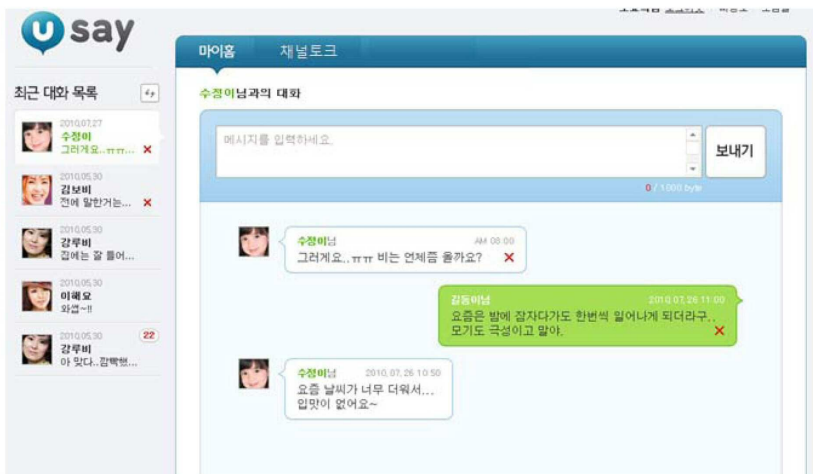 U say
마이홈 채널토크
최근 대화 목록
2010.07.27
수정이
그러게요..ㅠㅠ...
2010.05.30
김보비
전에 말한거는...
2010.05.30
강루비
집에는 잘 들어...
2010.05.30
이해요
와썹~!!
2010.05.30
22
강루비
아 맞다..깜빡했...
수정이님과의 대화
메시지를 입력하세요.
보내기
0 / 1000 byte
수정이님 AM 08:00
그러게요..ㅠㅠ 비는 언제쯤 올까요?
길동이님 2010.07.26 11:00
요즘은 밤에 잠자다가도 한번씩 일어나게 되더라구..
모기도 극성이고 말야.
수정이님 2010.07.26 10:50
요즘 날씨가 너무 더워서...
입맛이 없어요~